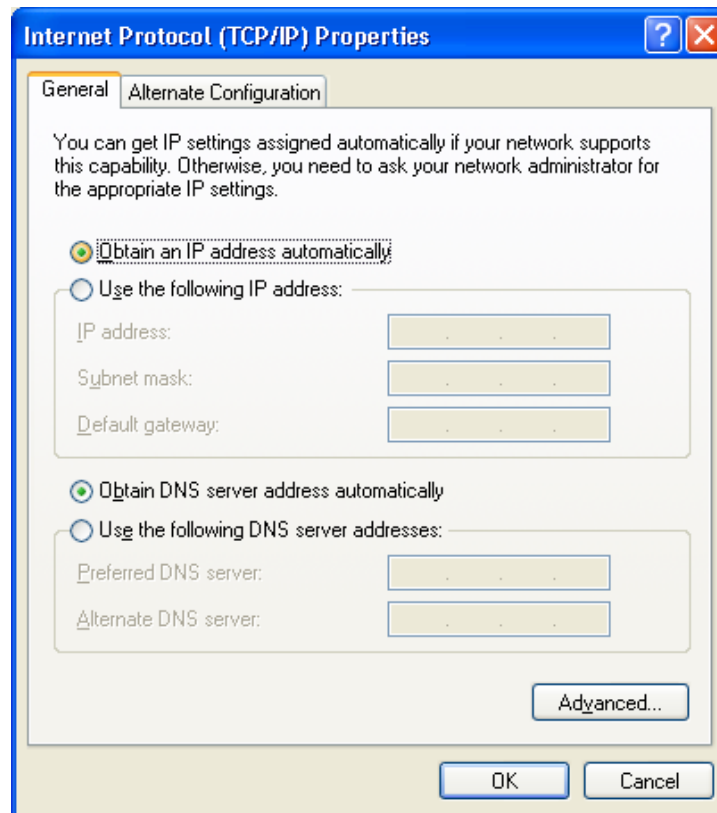 Internet Protocol (TCP/IP) Properties
General
Alternate Configuration
You can get IP settings assigned automatically if your network supports
this capability. Otherwise, you need to ask your network administrator for
the appropriate IP settings.
Obtain an IP address automatically
Use the following IP address:
IP address:
Subnet mask:
Default gateway:
Obtain DNS server address automatically
Use the following DNS server addresses:
Preferred DNS server:
Alternate DNS server:
Advanced...
OK
Cancel